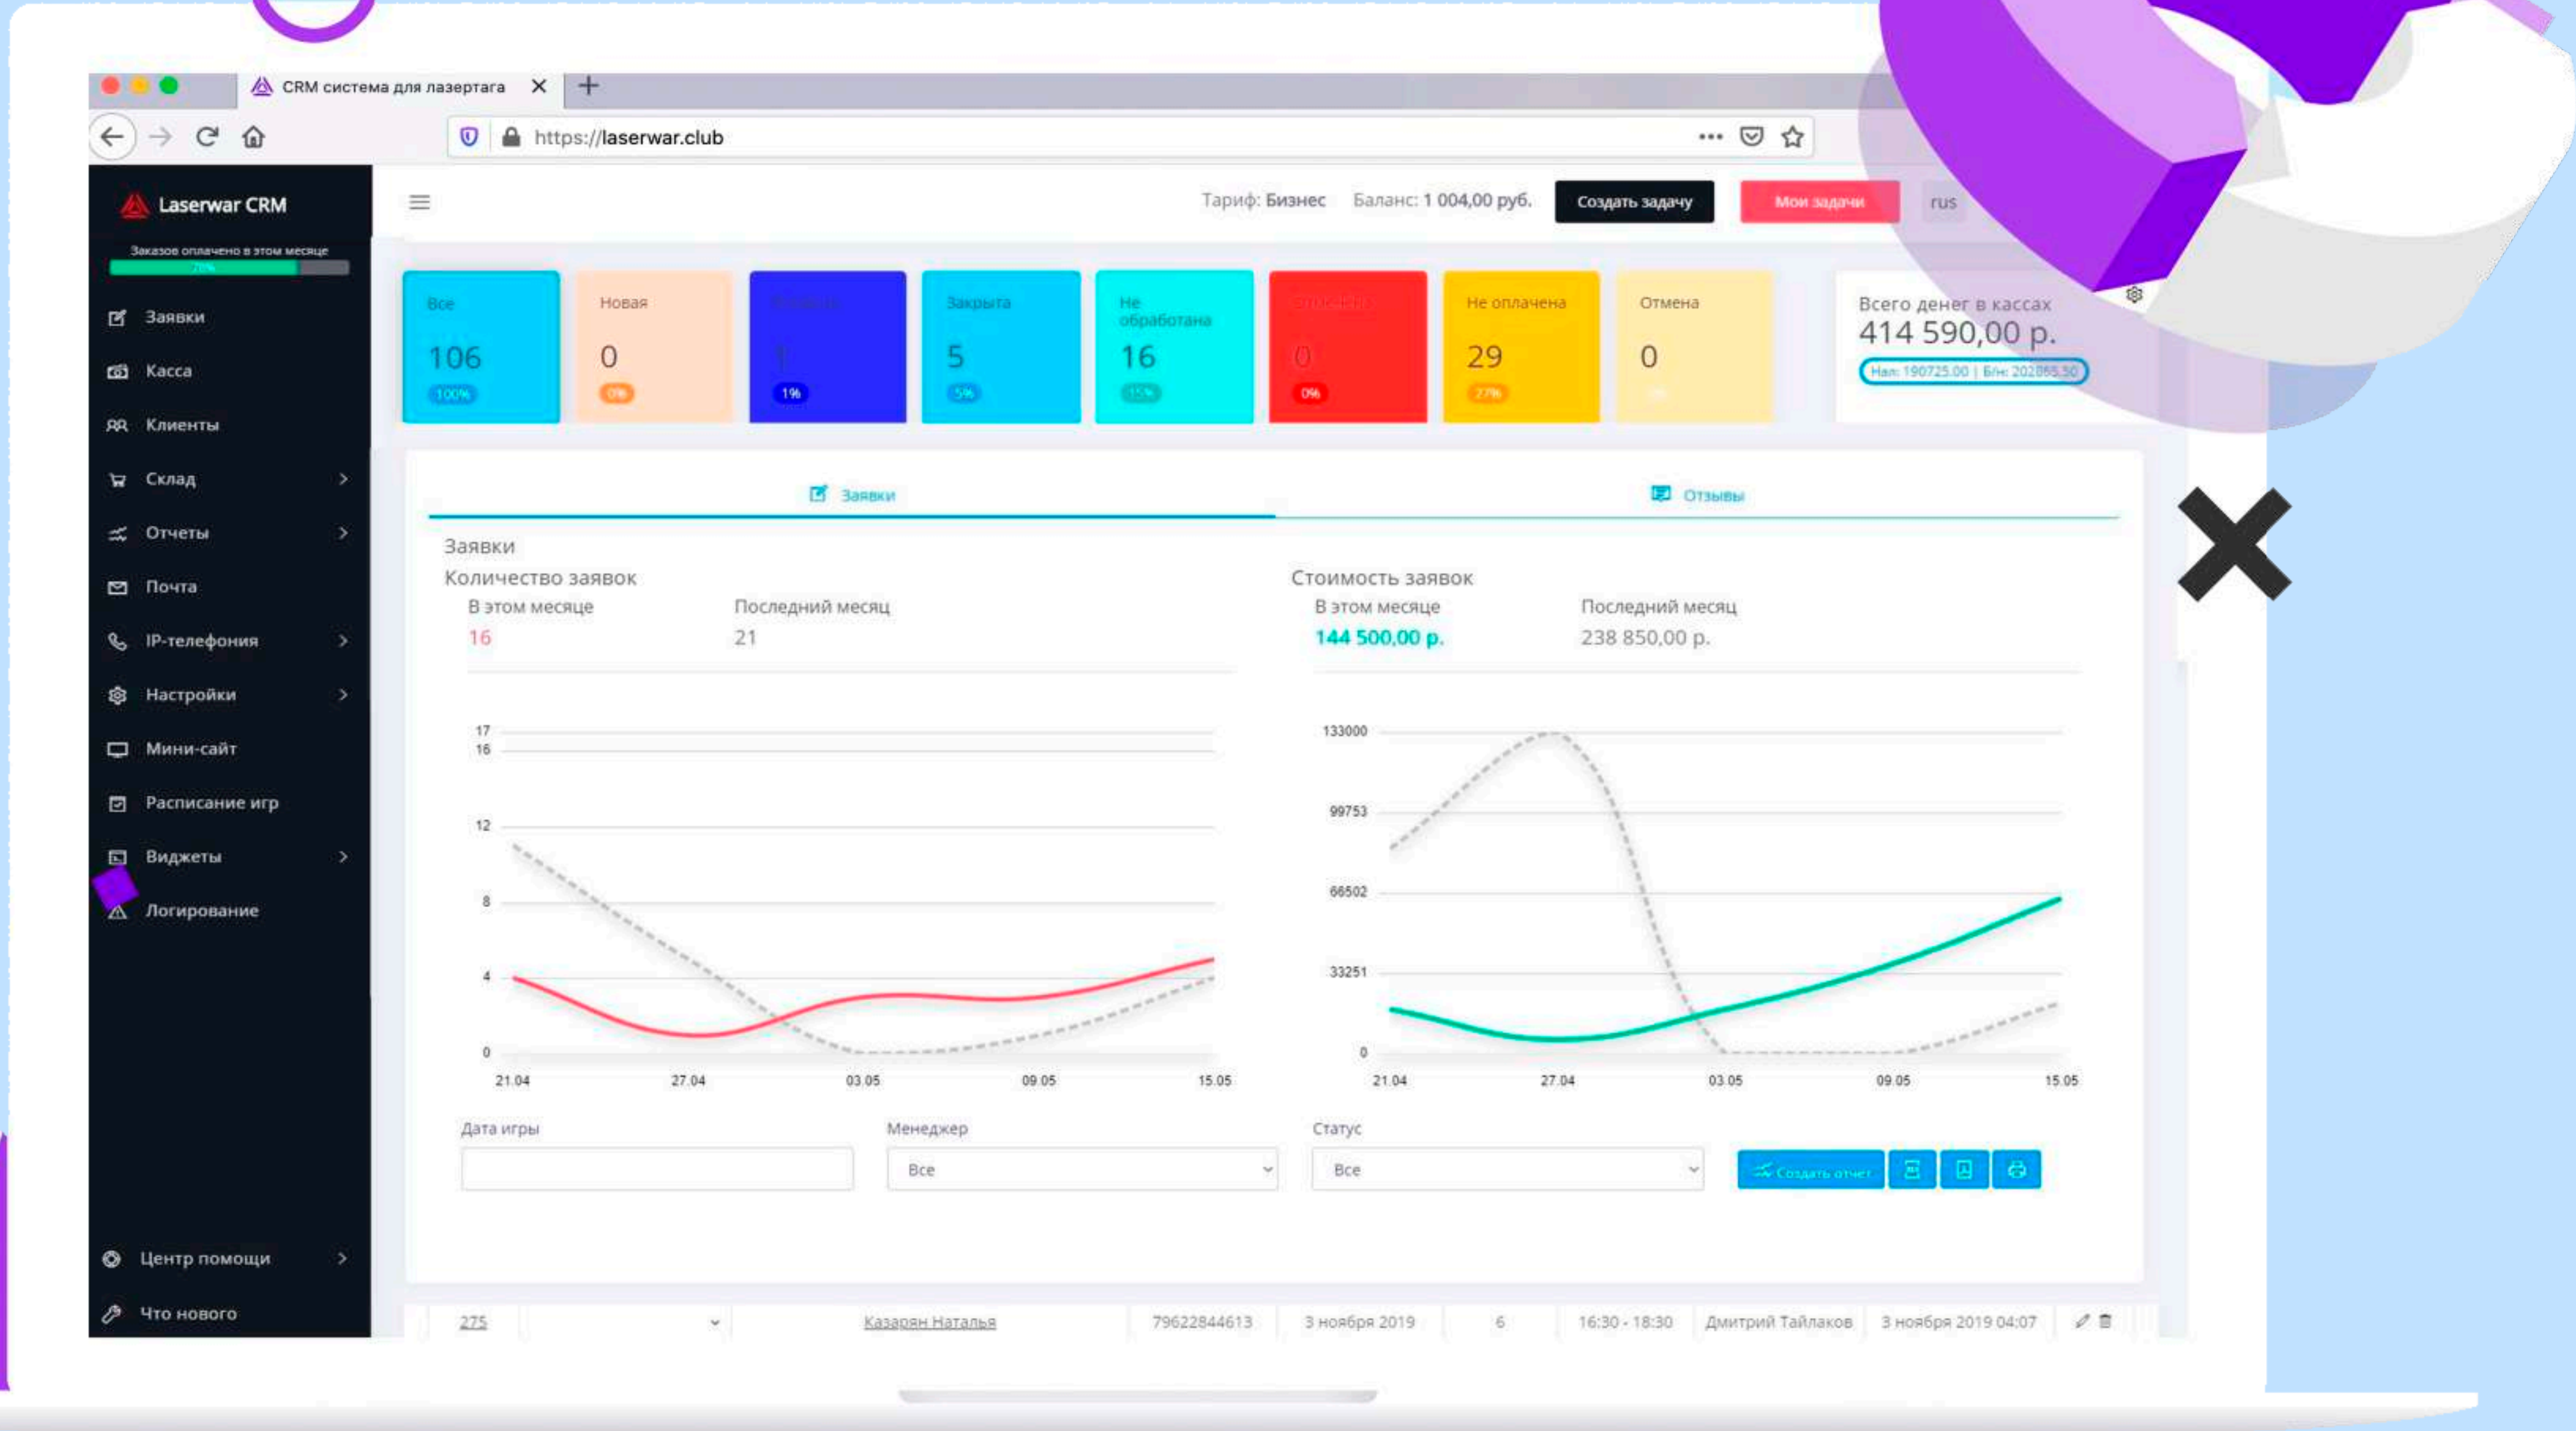 CRM система для лазертага
https://laserwar.club
Laserwar CRM
Тариф: Бизнес Баланс: 1 004,00 руб. Создать задачу Мои задачи rus
Заказов оплачено в этом месяце
78%
Заявки
Касса
Клиенты
Склад
Отчеты
Почта
IP-телефония
Настройки
Мини-сайт
Расписание игр
Виджеты
Логирование
Центр помощи
Что нового
Все
106
100%
Новая
0
0%
1
1%
Закрыта
5
5%
Не
обработана
16
15%
0
0%
Не оплачена
29
27%
Отмена
0
Всего денег в кассах
414 590,00 р.
Нал: 190725.00 | Б/н: 202865.50
Заявки Отзывы
Заявки
Количество заявок
В этом месяце Последний месяц
16 21
17
16
12
8
4
0
21.04 27.04 03.05 09.05 15.05
Стоимость заявок
В этом месяце Последний месяц
144 500,00 р. 238 850,00 р.
133000
99753
66502
33251
0
21.04 27.04 03.05 09.05 15.05
Дата игры Менеджер Статус
Все Все Создать отчет
275 Казарян Наталья 79622844613 3 ноября 2019 6 16:30 - 18:30 Дмитрий Тайлаков 3 ноября 2019 04:07